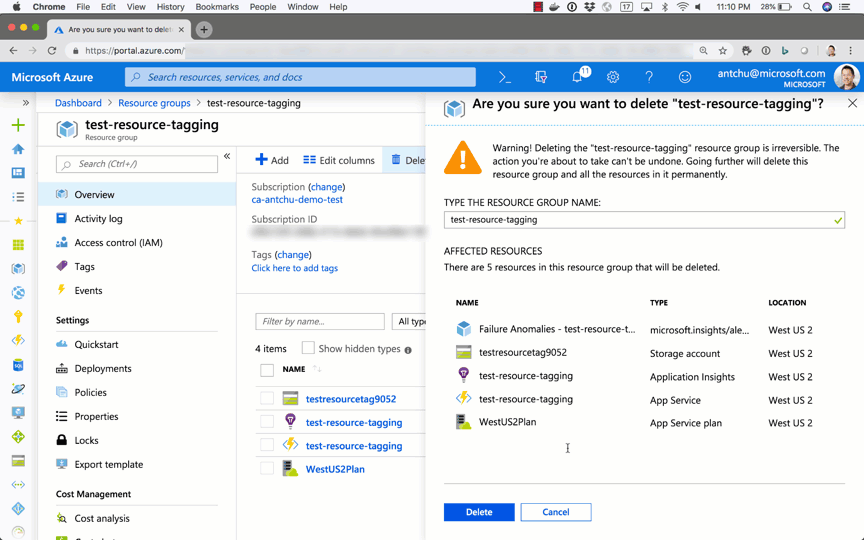 Chrome File Edit View History Bookmarks People Window Help
17 28% 11:10 PM
Are you sure you want to delet
https://portal.azure.com/
Microsoft Azure
Search resources, services, and docs
11
antchu@microsoft.com
MICROSOFT
Dashboard > Resource groups > test-resource-tagging
test-resource-tagging
Resource group
Search (Ctrl+/)
Overview
Activity log
Access control (IAM)
Tags
Events
Settings
Quickstart
Deployments
Policies
Properties
Locks
Export template
Cost Management
Cost analysis
Add Edit columns Dele
Subscription (change)
ca-antchu-demo-test
Subscription ID
Tags (change)
Click here to add tags
Filter by name... All type
4 items Show hidden types
NAME
testresourcetag9052
test-resource-tagging
test-resource-tagging
WestUS2Plan
Are you sure you want to delete "test-resource-tagging"?
Warning! Deleting the "test-resource-tagging" resource group is irreversible. The
action you're about to take can't be undone. Going further will delete this
resource group and all the resources in it permanently.
TYPE THE RESOURCE GROUP NAME:
test-resource-tagging
AFFECTED RESOURCES
There are 5 resources in this resource group that will be deleted.
NAME TYPE LOCATION
Failure Anomalies - test-resource-t... microsoft.insights/ale... West US 2
testresourcetag9052 Storage account West US 2
test-resource-tagging Application Insights West US 2
test-resource-tagging App Service West US 2
WestUS2Plan App Service plan West US 2
Delete Cancel